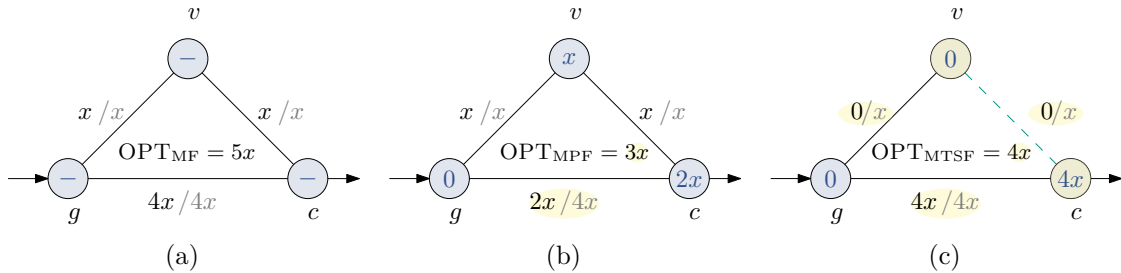 v v v
− x 0
x /x x /x x /x x /x 0/x 0/x
OPT_MF = 5x OPT_MPF = 3x OPT_MTSF = 4x
− − 0 2x 0 4x
4x /4x 2x /4x 4x /4x
g c g c g c
(a) (b) (c)